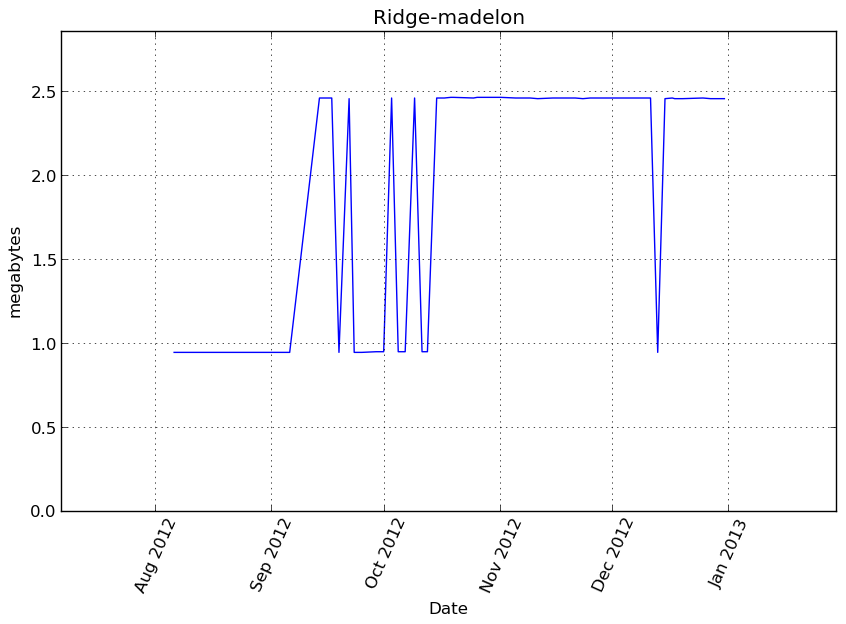 Ridge-madelon
2.5
2.0
1.5
1.0
0.5
0.0
megabytes
Aug 2012
Sep 2012
Oct 2012
Nov 2012
Dec 2012
Jan 2013
Date